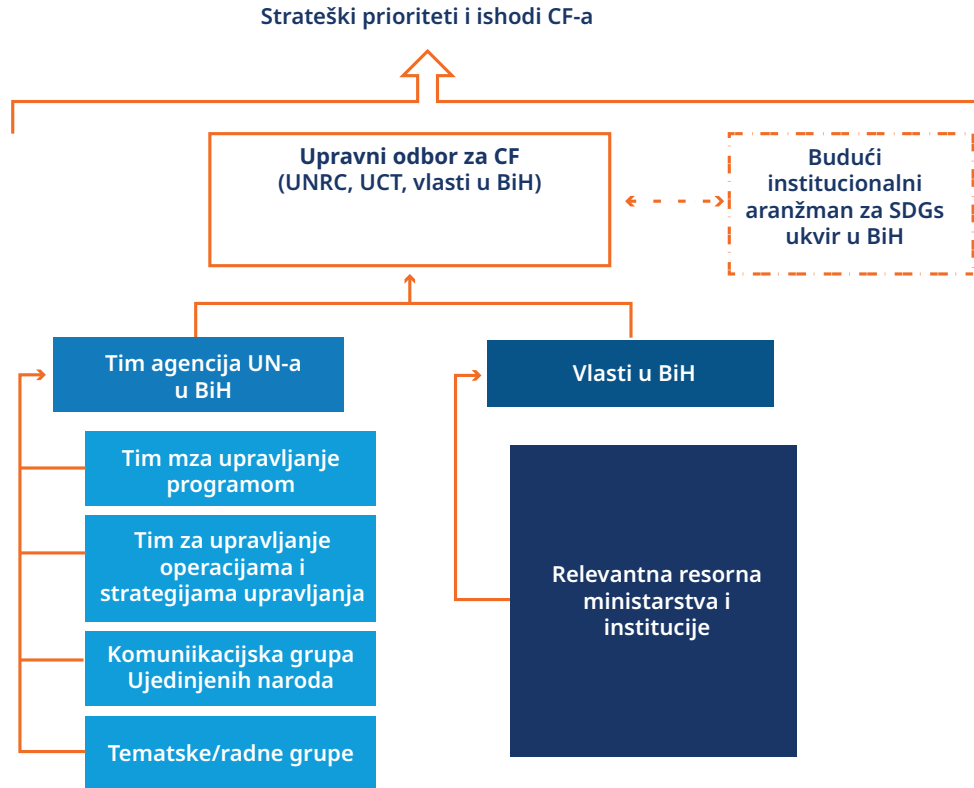 Strateški prioriteti i ishodi CF-a
Upravni odbor za CF
(UNRC, UCT, vlasti u BiH)
Budući
institucionalni
aranžman za SDGs
ukvir u BiH
Tim agencija UN-a
u BiH
Vlasti u BiH
Tim mza upravljanje
programom
Tim za upravljanje
operacijama i
strategijama upravljanja
Komuniikacijska grupa
Ujedinjenih naroda
Tematske/radne grupe
Relevantna resorna
ministarstva i
institucije